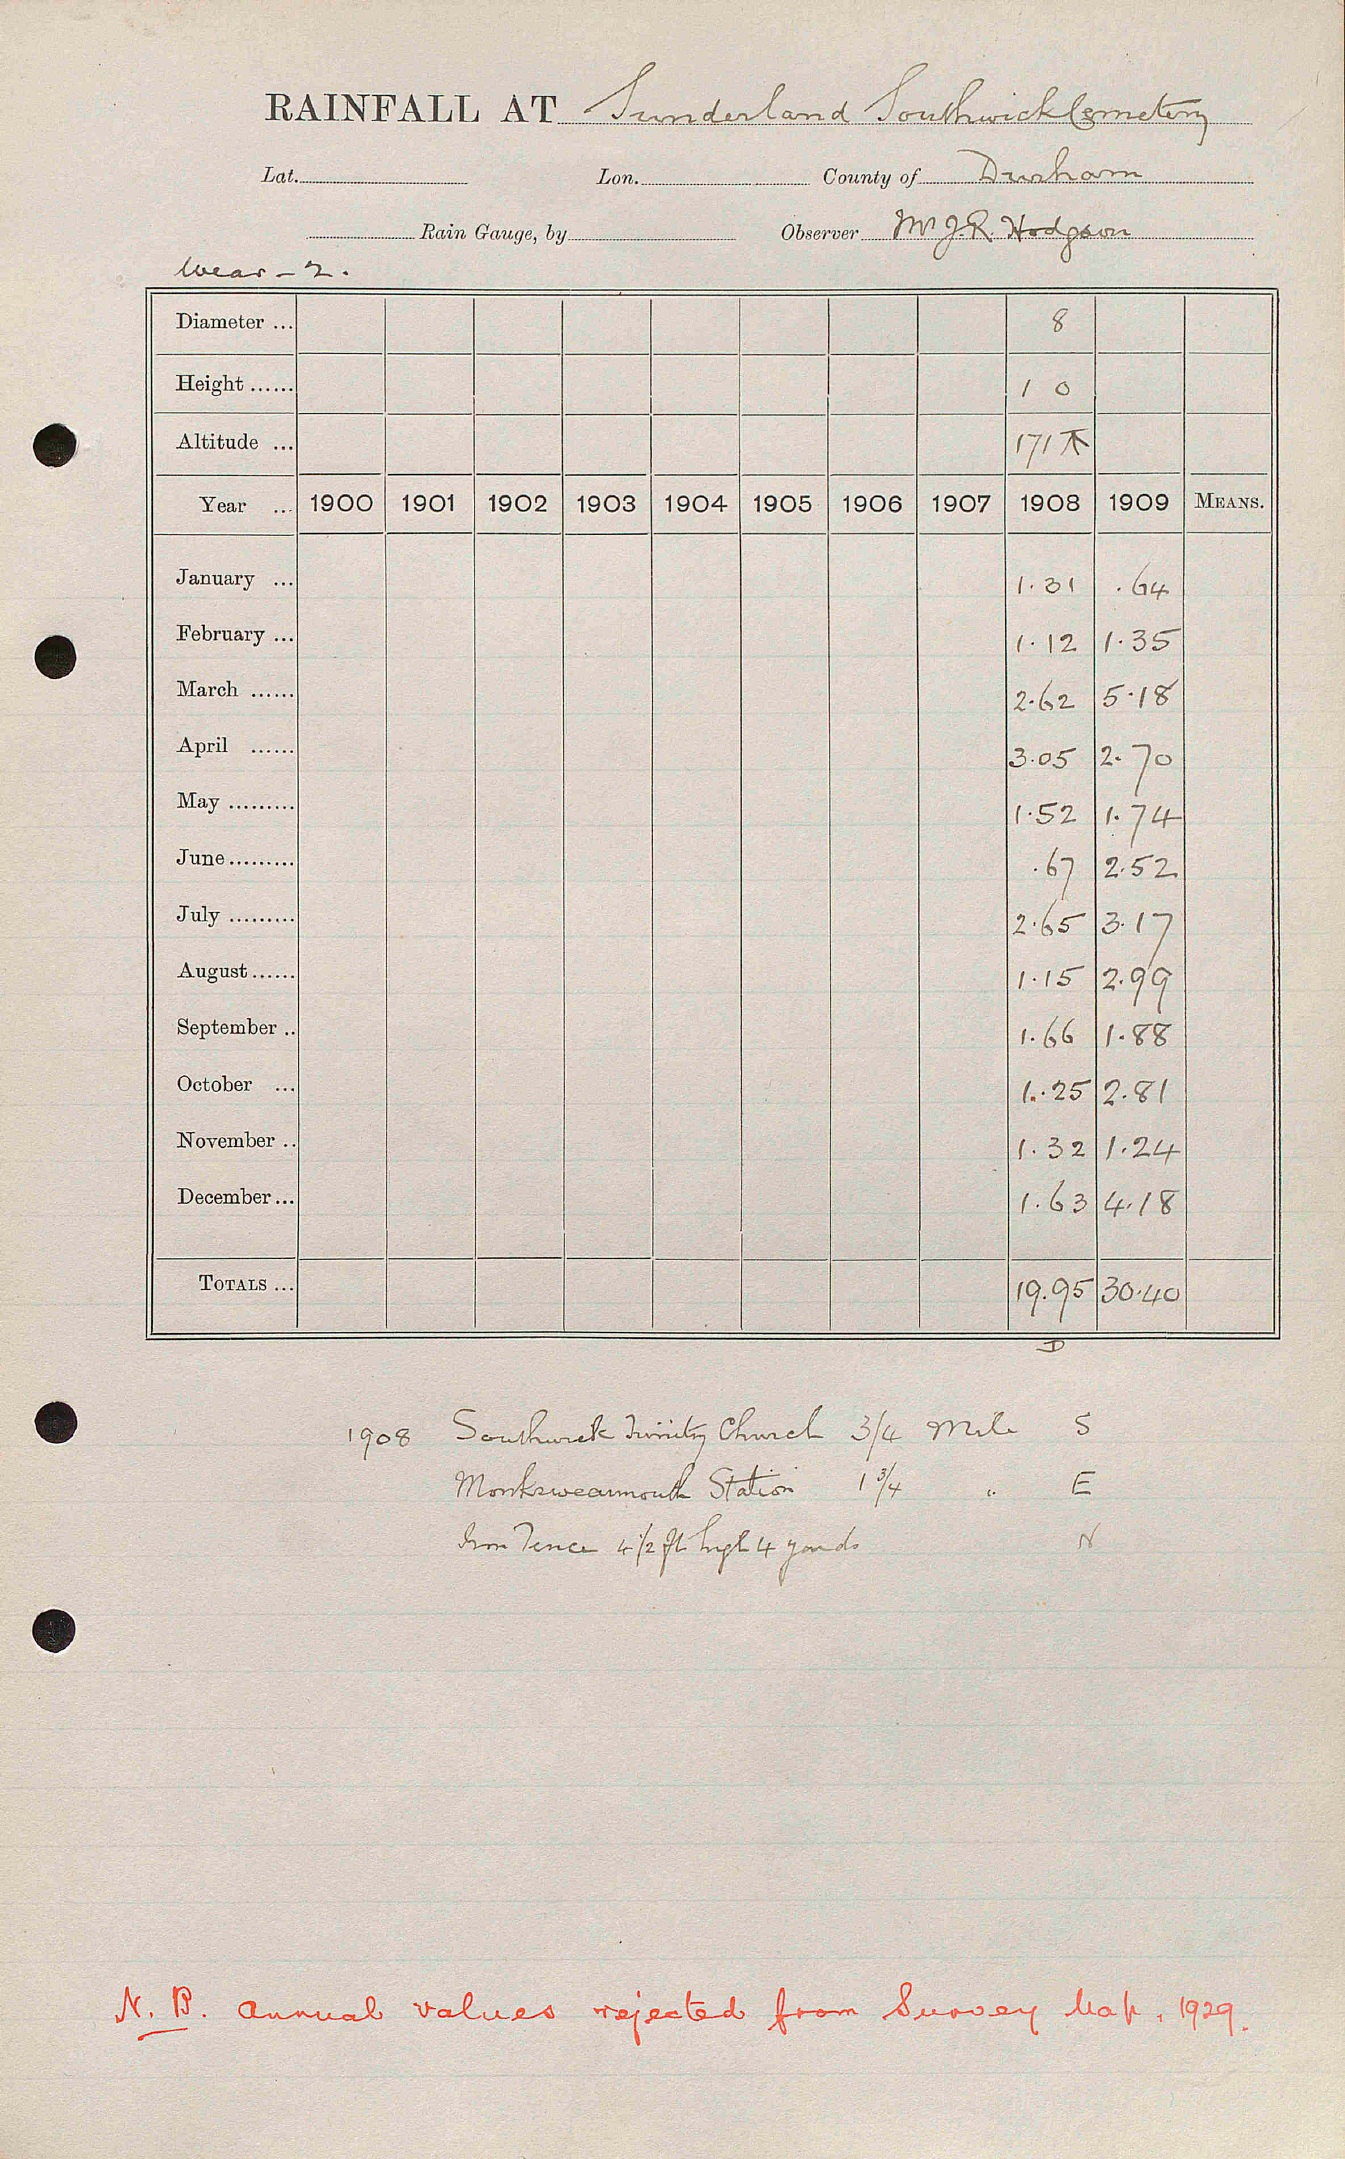 RAINFALL AT Sunderland Southwick Cemetery
Lat. Lon. County of Durham
Rain Gauge, by Observer Mr J.R. Hodgson
Wear - 2.
Diameter ... 8
Height ...... 1 0
Altitude ... 171
Year ... 1900 1901 1902 1903 1904 1905 1906 1907 1908 1909 MEANS.
January ... 1.31 .64
February ... 1.12 1.35
March ...... 2.62 5.18
April ...... 3.05 2.70
May ......... 1.52 1.74
June ......... .67 2.52
July ......... 2.65 3.17
August ...... 1.15 2.99
September .. 1.66 1.88
October ... 1.25 2.81
November .. 1.32 1.24
December ... 1.63 4.18
TOTALS ... 19.95 30.40
D
1908 Southwick Trinity Church 3/4 Mile S
Monkswearmouth Station 1 3/4 " E
Iron Fence 4 1/2 ft high 4 yards N
N. B. Annual values rejected from Survey Map. 1929.